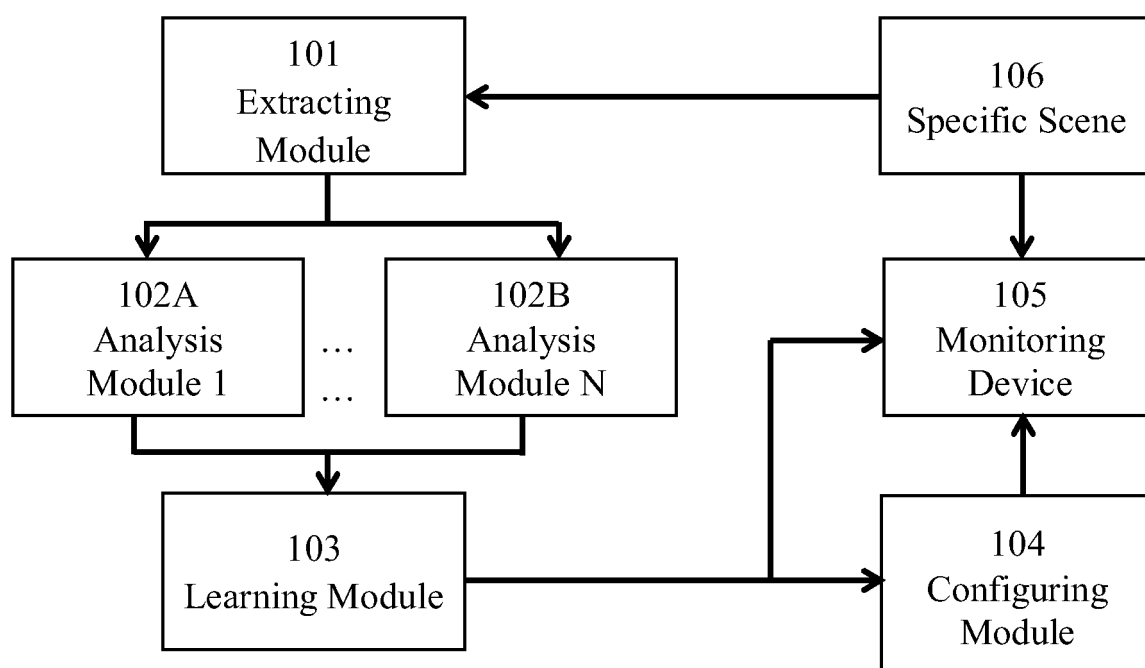 101
Extracting
Module
106
Specific Scene
102A
Analysis
Module 1
...
...
102B
Analysis
Module N
105
Monitoring
Device
103
Learning Module
104
Configuring
Module